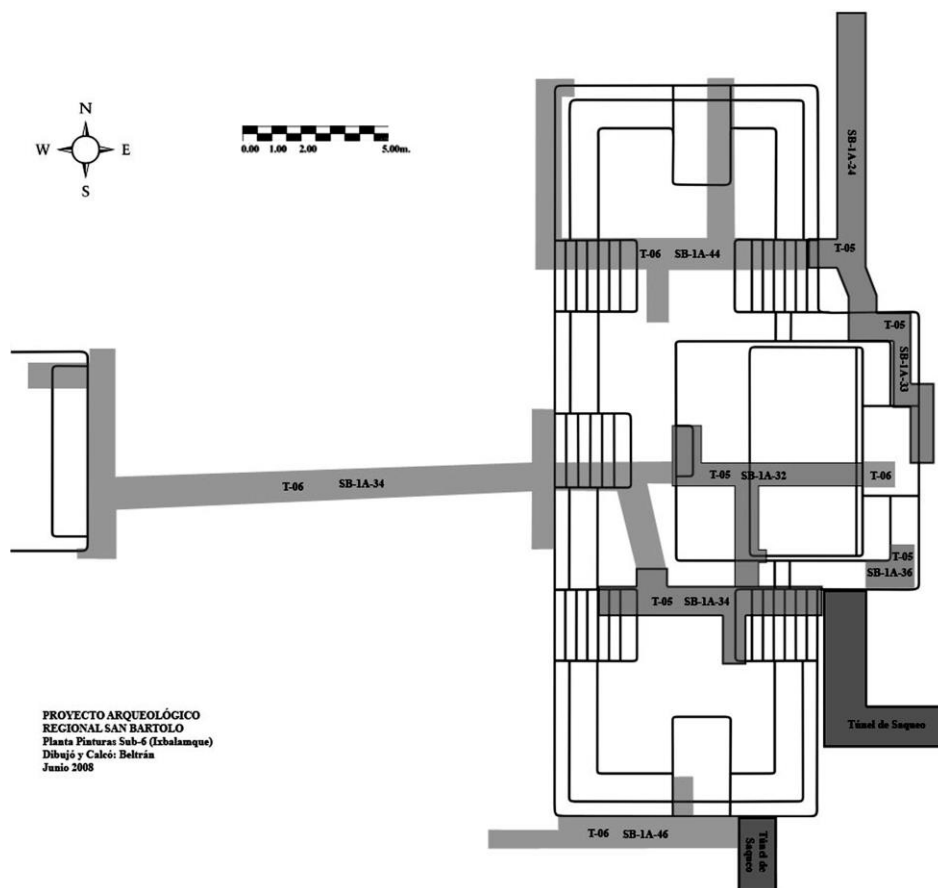 N
W E
S
0.00 1.00 2.00 5.00m.
SB-1A-24
T-06 SB-1A-44
T-05
T-05
SB-1A-33
T-06 SB-1A-34
T-05 SB-1A-32
T-06
T-05
SB-1A-36
T-05 SB-1A-34
Túnel de Saqueo
PROYECTO ARQUEOLÓGICO
REGIONAL SAN BARTOLO
Planta Pinturas Sub-6 (Ixbalamque)
Dibujó y Calcó: Beltrán
Junio 2008
T-06 SB-1A-46
Túnel de
Saqueo